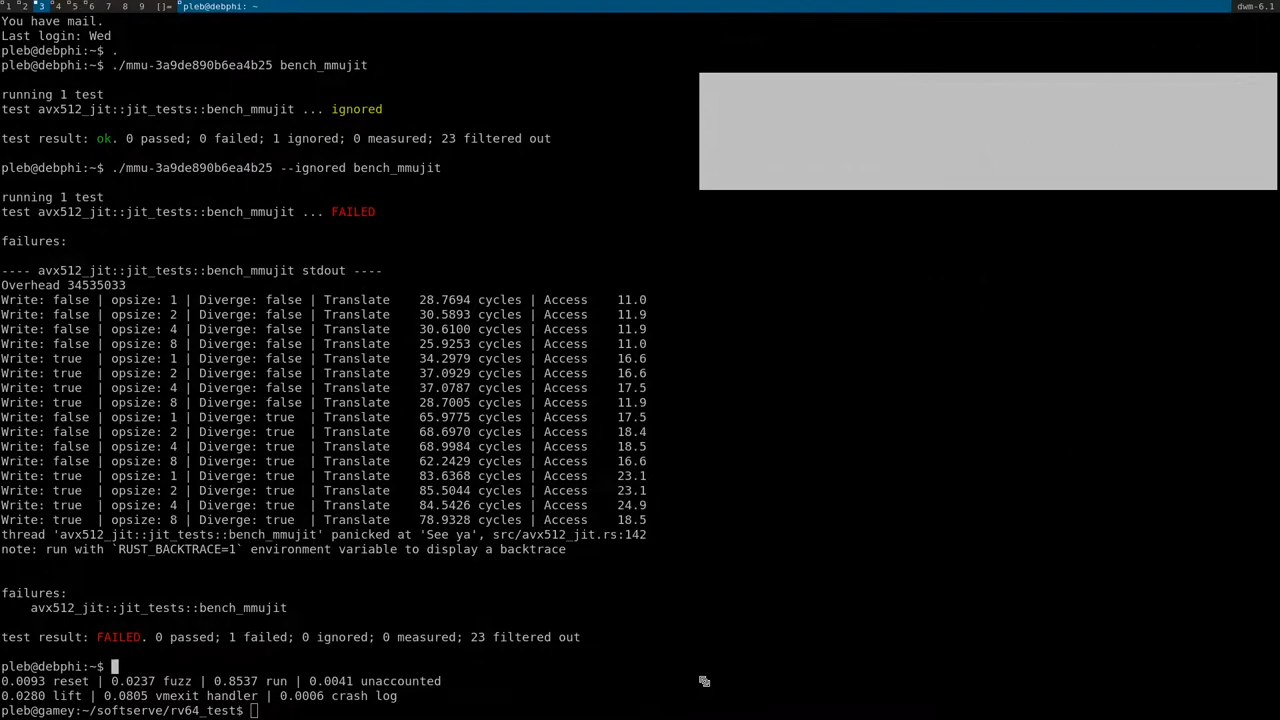 1 2 3 4 5 6 7 8 9 []= pleb@debphi: ~ dwm-6.1
You have mail.
Last login: Wed
pleb@debphi:~$ .
pleb@debphi:~$ ./mmu-3a9de890b6ea4b25 bench_mmujit
running 1 test
test avx512_jit::jit_tests::bench_mmujit ... ignored
test result: ok. 0 passed; 0 failed; 1 ignored; 0 measured; 23 filtered out
pleb@debphi:~$ ./mmu-3a9de890b6ea4b25 --ignored bench_mmujit
running 1 test
test avx512_jit::jit_tests::bench_mmujit ... FAILED
failures:
---- avx512_jit::jit_tests::bench_mmujit stdout ----
Overhead 34535033
Write: false | opsize: 1 | Diverge: false | Translate 28.7694 cycles | Access 11.0
Write: false | opsize: 2 | Diverge: false | Translate 30.5893 cycles | Access 11.9
Write: false | opsize: 4 | Diverge: false | Translate 30.6100 cycles | Access 11.9
Write: false | opsize: 8 | Diverge: false | Translate 25.9253 cycles | Access 11.0
Write: true | opsize: 1 | Diverge: false | Translate 34.2979 cycles | Access 16.6
Write: true | opsize: 2 | Diverge: false | Translate 37.0929 cycles | Access 16.6
Write: true | opsize: 4 | Diverge: false | Translate 37.0787 cycles | Access 17.5
Write: true | opsize: 8 | Diverge: false | Translate 28.7005 cycles | Access 11.9
Write: false | opsize: 1 | Diverge: true | Translate 65.9775 cycles | Access 17.5
Write: false | opsize: 2 | Diverge: true | Translate 68.6970 cycles | Access 18.4
Write: false | opsize: 4 | Diverge: true | Translate 68.9984 cycles | Access 18.5
Write: false | opsize: 8 | Diverge: true | Translate 62.2429 cycles | Access 16.6
Write: true | opsize: 1 | Diverge: true | Translate 83.6368 cycles | Access 23.1
Write: true | opsize: 2 | Diverge: true | Translate 85.5044 cycles | Access 23.1
Write: true | opsize: 4 | Diverge: true | Translate 84.5426 cycles | Access 24.9
Write: true | opsize: 8 | Diverge: true | Translate 78.9328 cycles | Access 18.5
thread 'avx512_jit::jit_tests::bench_mmujit' panicked at 'See ya', src/avx512_jit.rs:142
note: run with `RUST_BACKTRACE=1` environment variable to display a backtrace
failures:
avx512_jit::jit_tests::bench_mmujit
test result: FAILED. 0 passed; 1 failed; 0 ignored; 0 measured; 23 filtered out
pleb@debphi:~$
0.0093 reset | 0.0237 fuzz | 0.8537 run | 0.0041 unaccounted
0.0280 lift | 0.0805 vmexit handler | 0.0006 crash log
pleb@gamey:~/softserve/rv64_test$